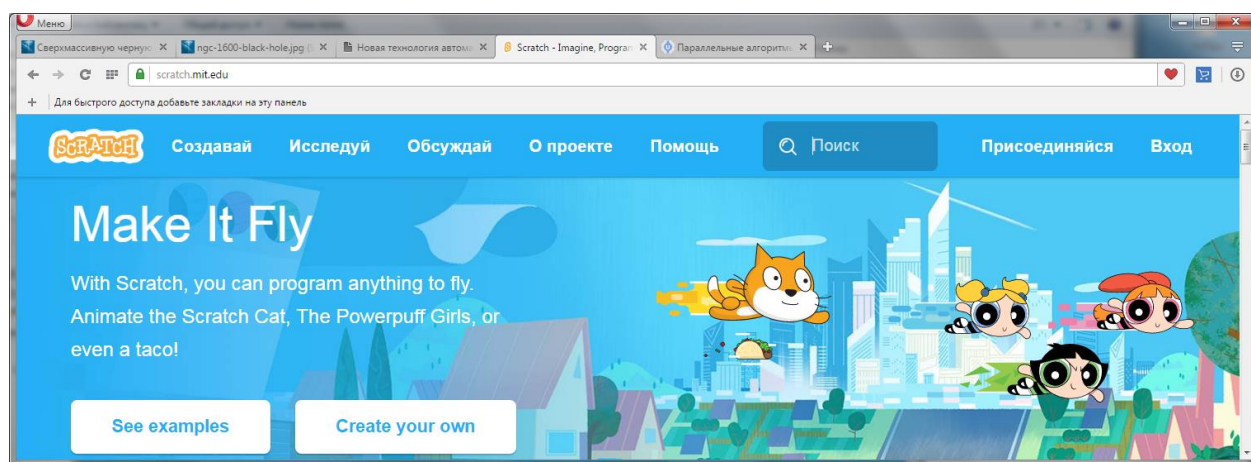 Меню
Сверхмассивную черную ngc-1600-black-hole.jpg Новая технология автом Scratch - Imagine, Program Параллельные алгоритм
scratch.mit.edu
Для быстрого доступа добавьте закладки на эту панель
SCRATCH Создавай Исследуй Обсуждай О проекте Помощь Поиск Присоединяйся Вход
Make It Fly
With Scratch, you can program anything to fly.
Animate the Scratch Cat, The Powerpuff Girls, or
even a taco!
See examples Create your own